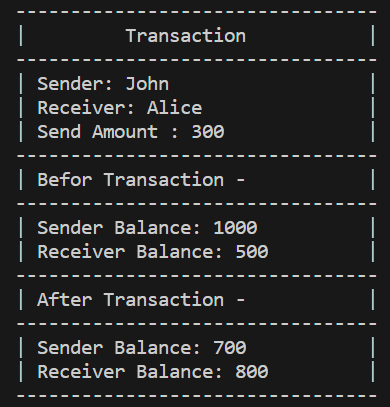 ----------------------------------
|         Transaction            |
----------------------------------
| Sender: John                   |
| Receiver: Alice                |
| Send Amount : 300              |
----------------------------------
| Befor Transaction -            |
----------------------------------
| Sender Balance: 1000           |
| Receiver Balance: 500          |
----------------------------------
| After Transaction -            |
----------------------------------
| Sender Balance: 700            |
| Receiver Balance: 800          |
----------------------------------